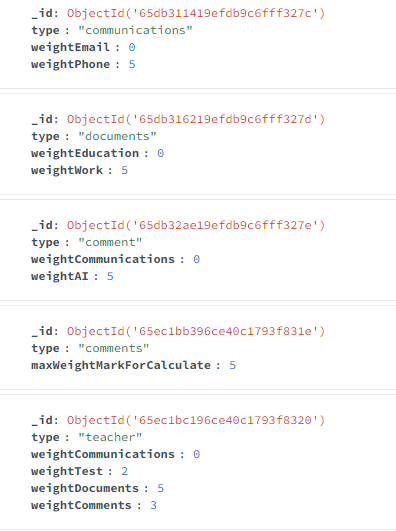 _id: ObjectId('65db311419efdb9c6fff327c')
type : "communications"
weightEmail : 0
weightPhone : 5
_id: ObjectId('65db316219efdb9c6fff327d')
type : "documents"
weightEducation : 0
weightWork : 5
_id: ObjectId('65db32ae19efdb9c6fff327e')
type : "comment"
weightCommunications : 0
weightAI : 5
_id: ObjectId('65ec1bb396ce40c1793f831e')
type : "comments"
maxWeightMarkForCalculate : 5
_id: ObjectId('65ec1bc196ce40c1793f8320')
type : "teacher"
weightCommunications : 0
weightTest : 2
weightDocuments : 5
weightComments : 3